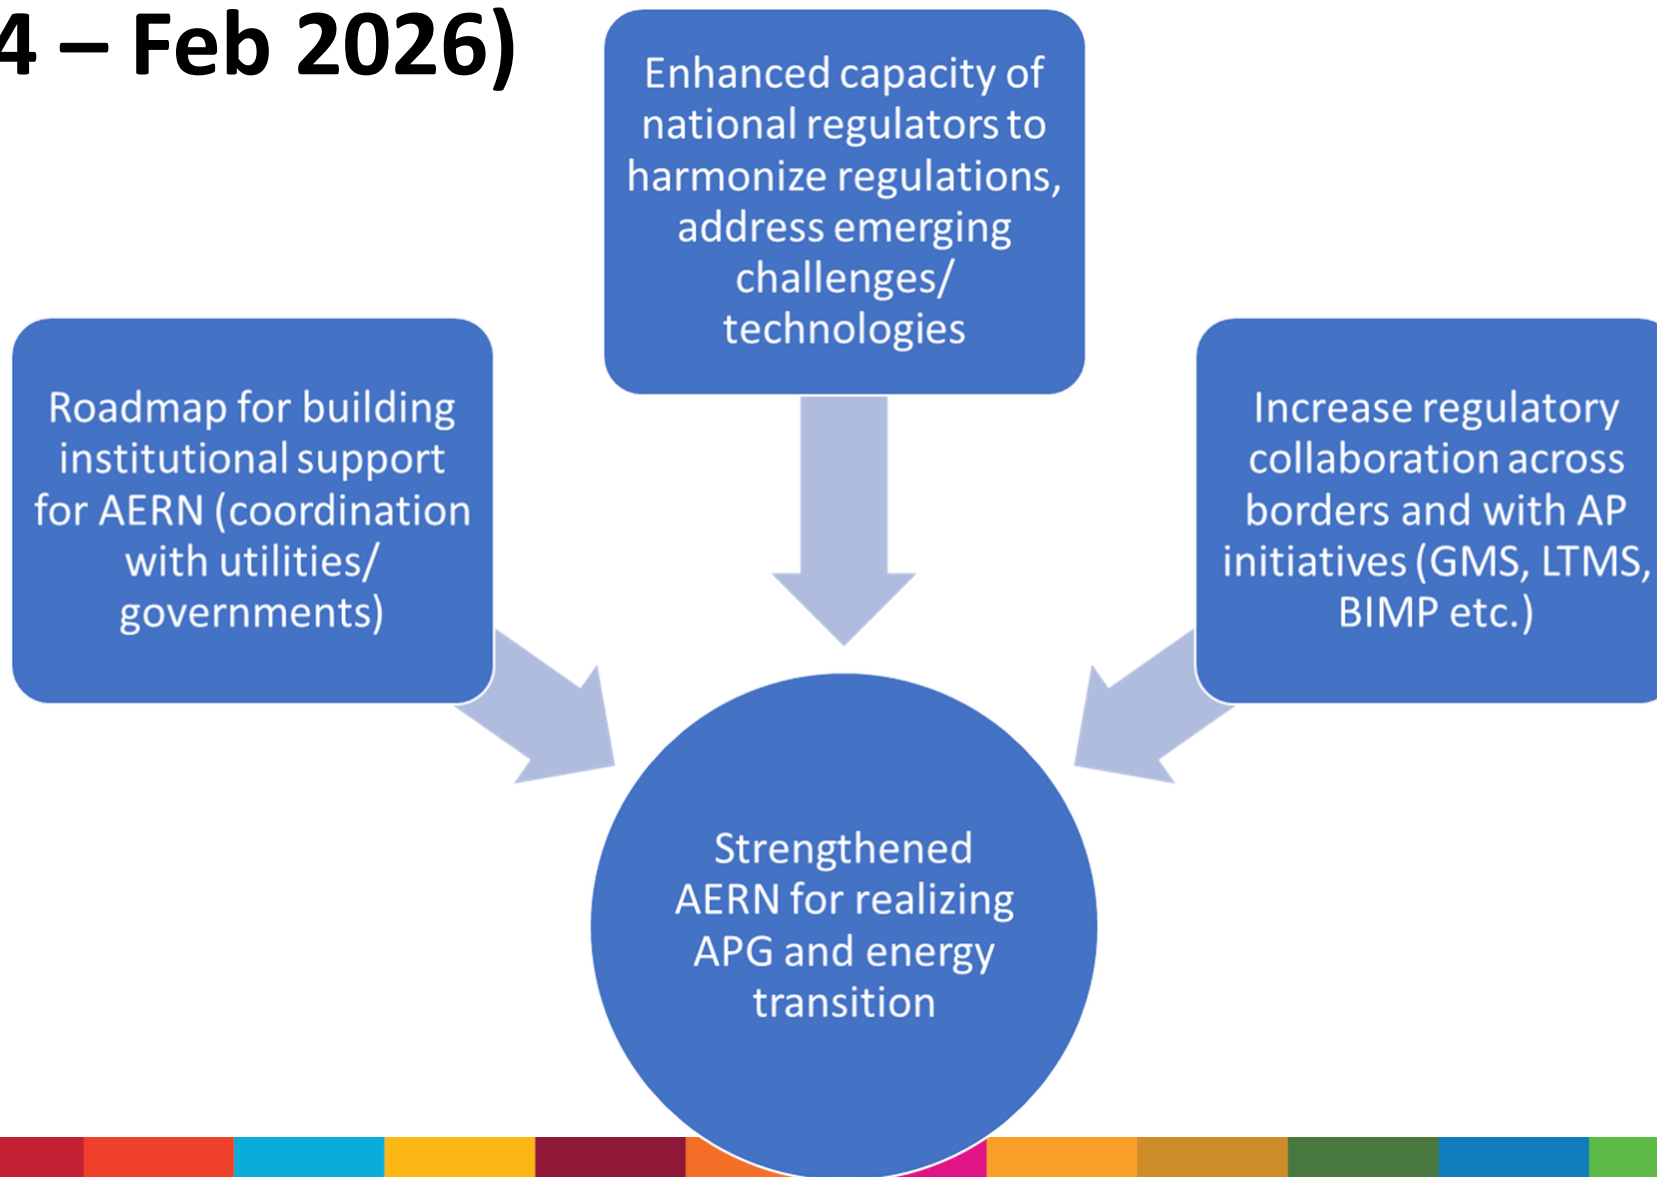 4 – Feb 2026)
Enhanced capacity of
national regulators to
harmonize regulations,
address emerging
challenges/
technologies
Roadmap for building
institutional support
for AERN (coordination
with utilities/
governments)
Increase regulatory
collaboration across
borders and with AP
initiatives (GMS, LTMS,
BIMP etc.)
Strengthened
AERN for realizing
APG and energy
transition